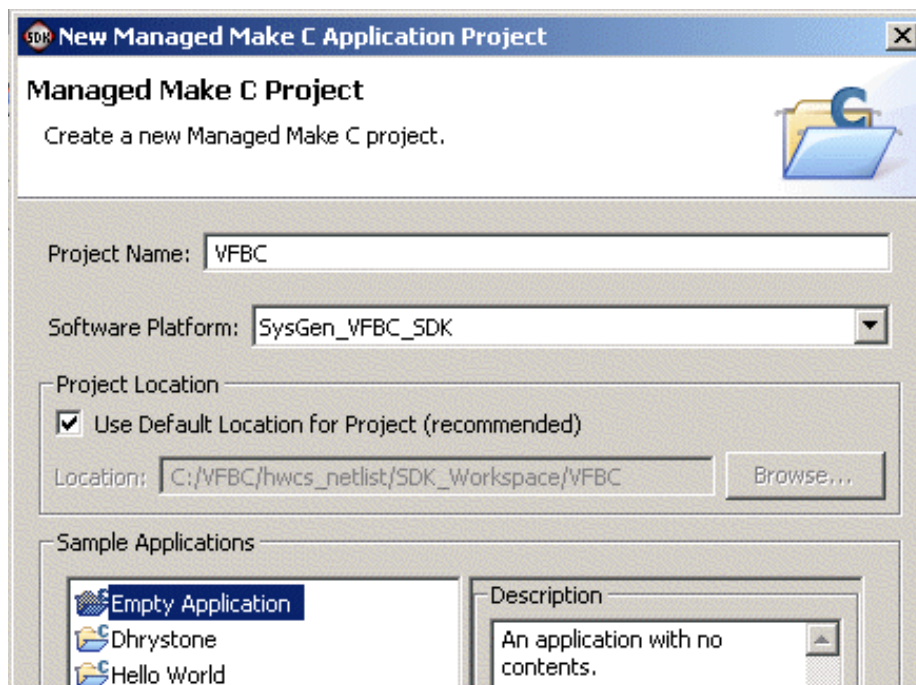 SDK New Managed Make C Application Project
Managed Make C Project
Create a new Managed Make C project.
Project Name: VFBC
Software Platform: SysGen_VFBC_SDK
Project Location
Use Default Location for Project (recommended)
Location: C:/VFBC/hwcs_netlist/SDK_Workspace/VFBC Browse...
Sample Applications
Empty Application
Dhrystone
Hello World
Description
An application with no
contents.